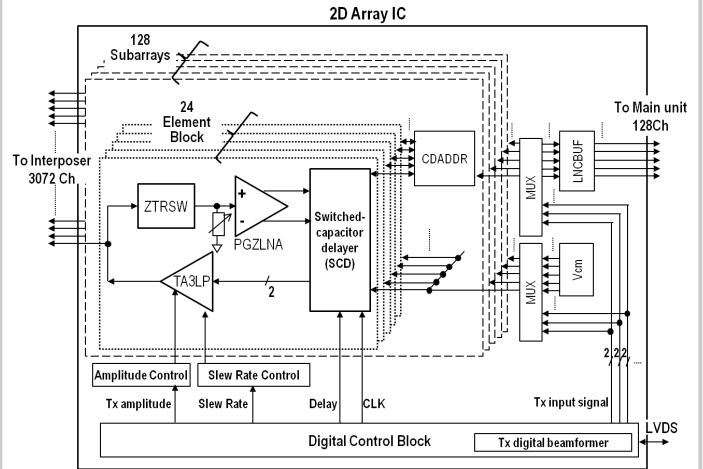 2D Array IC
128
Subarrays
24
Element
Block
To Interposer
3072 Ch
ZTRSW
+
-
PGZLNA
TA3LP
2
Switched-
capacitor
delayer
(SCD)
CDADDR
MUX
LNCBUF
To Main unit
128Ch
MUX
Vcm
2 2 2 ....
Amplitude Control
Slew Rate Control
Tx amplitude
Slew Rate
Delay
CLK
Tx input signal
Digital Control Block
Tx digital beamformer
LVDS